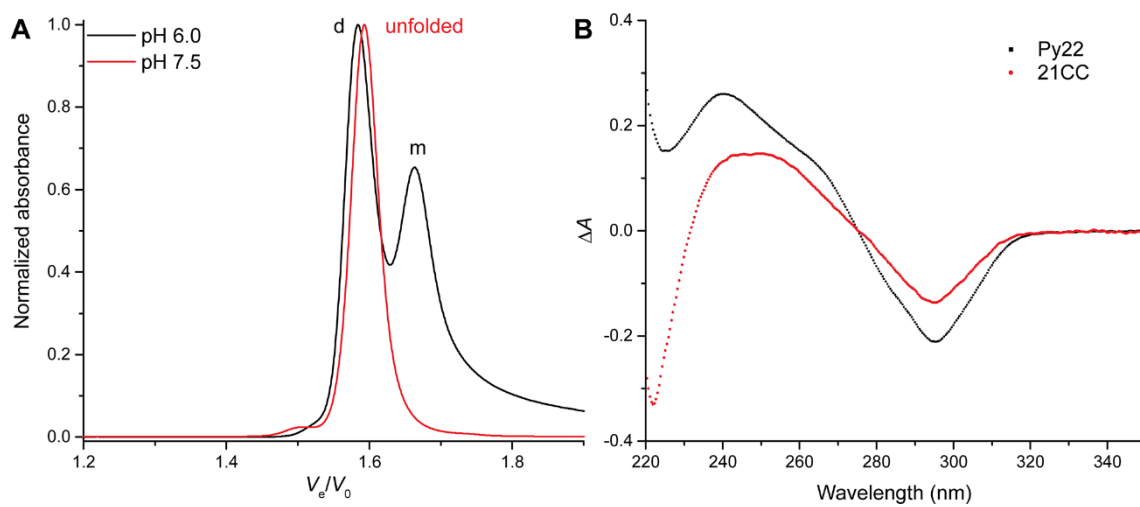 A
pH 6.0
pH 7.5
d
unfolded
m
Normalized absorbance
1.0
0.8
0.6
0.4
0.2
0.0
1.2
1.4
1.6
1.8
Ve/V0
B
Py22
21CC
ΔA
0.4
0.2
0.0
-0.2
-0.4
220
240
260
280
300
320
340
Wavelength (nm)